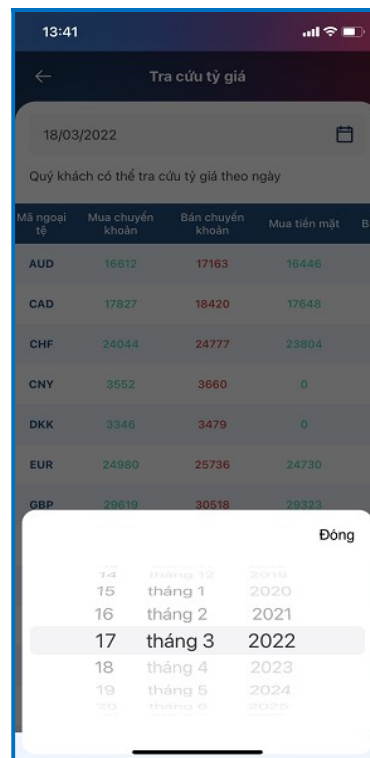 13:41
Tra cứu tỷ giá
18/03/2022
Quý khách có thể tra cứu tỷ giá theo ngày
Mã ngoại tệ Mua chuyển khoản Bán chuyển khoản Mua tiền mặt B
AUD 16612 17163 16446
CAD 17827 18420 17648
CHF 24044 24777 23804
CNY 3552 3660 0
DKK 3346 3479 0
EUR 24980 25736 24730
GBP 29619 30518 29323
Đóng
14 tháng 12 2019
15 tháng 1 2020
16 tháng 2 2021
17 tháng 3 2022
18 tháng 4 2023
19 tháng 5 2024
20 tháng 6 2025